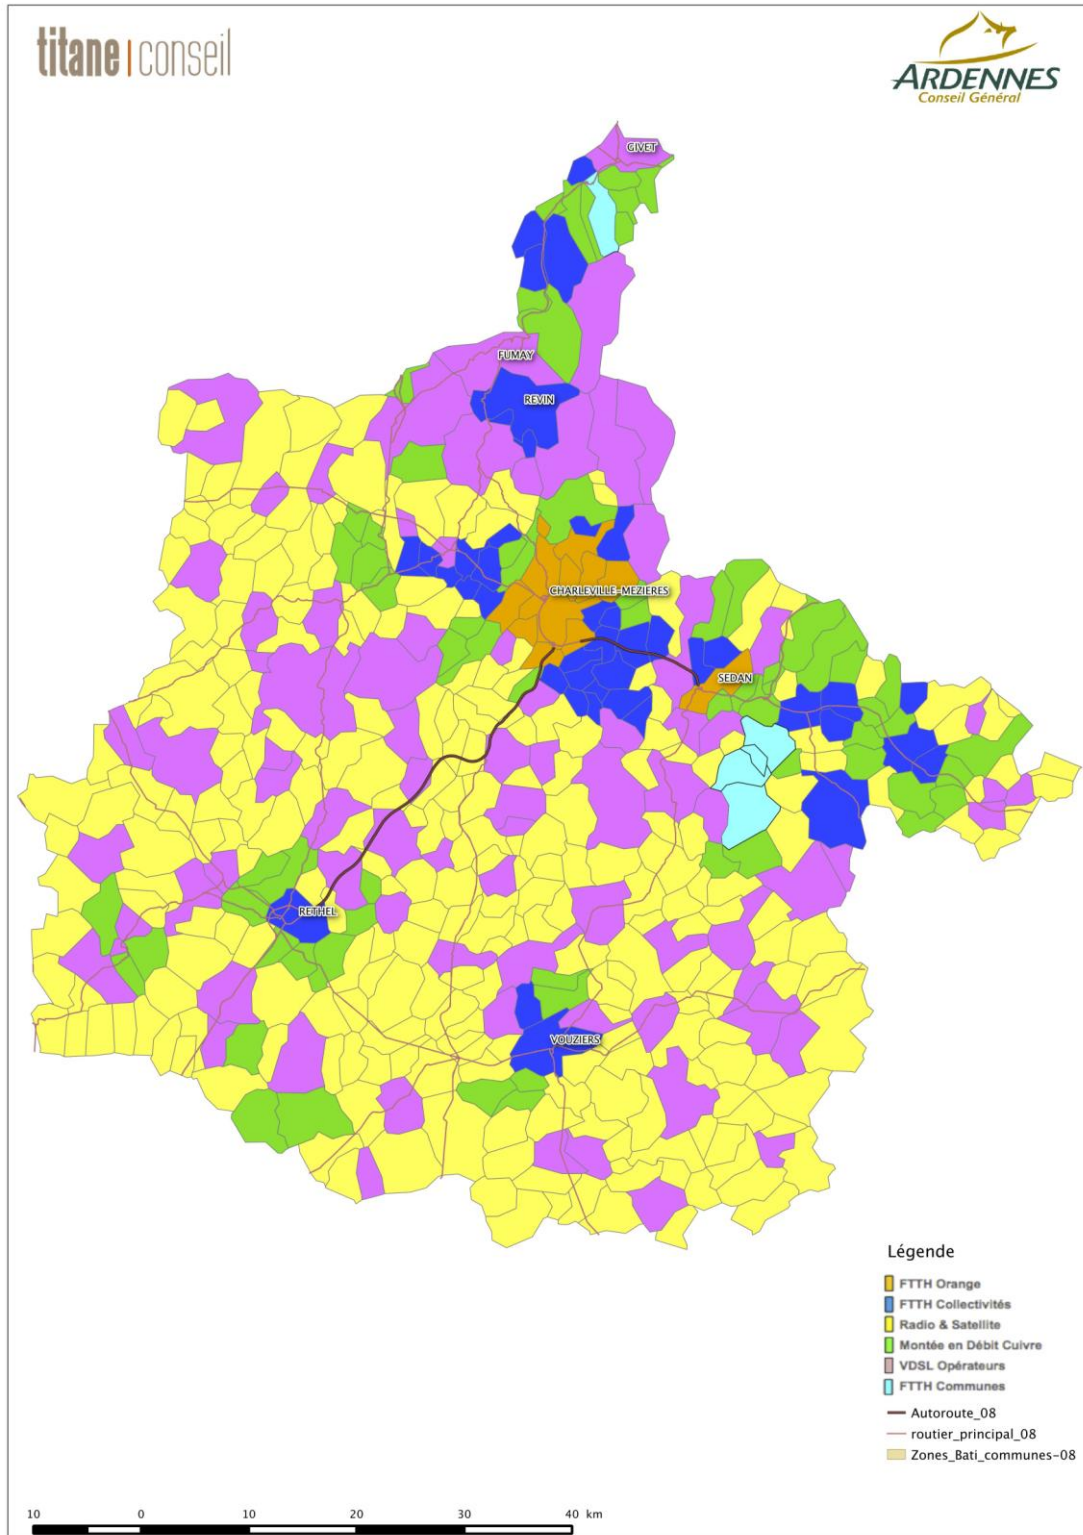 titane | conseil
ARDENNES
Conseil Général
GIVET
FUMAY
REVIN
CHARLEVILLE-MEZIERES
SEDAN
RETHEL
VOUZIERS
Légende
FTTH Orange
FTTH Collectivités
Radio & Satellite
Montée en Débit Cuivre
VDSL Opérateurs
FTTH Communes
Autoroute_08
routier_principal_08
Zones_Bati_communes-08
10 0 10 20 30 40 km